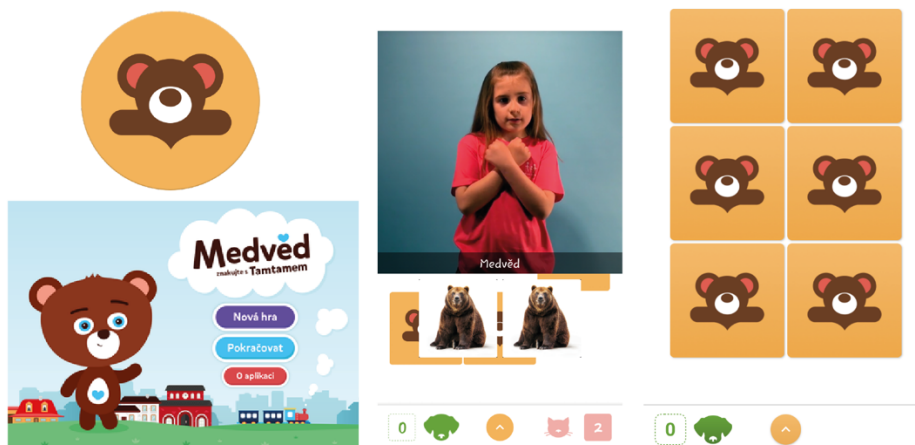 Medvěd
znakujte s Tamtamem
Nová hra
Pokračovat
O aplikaci
Medvěd
0
2
0